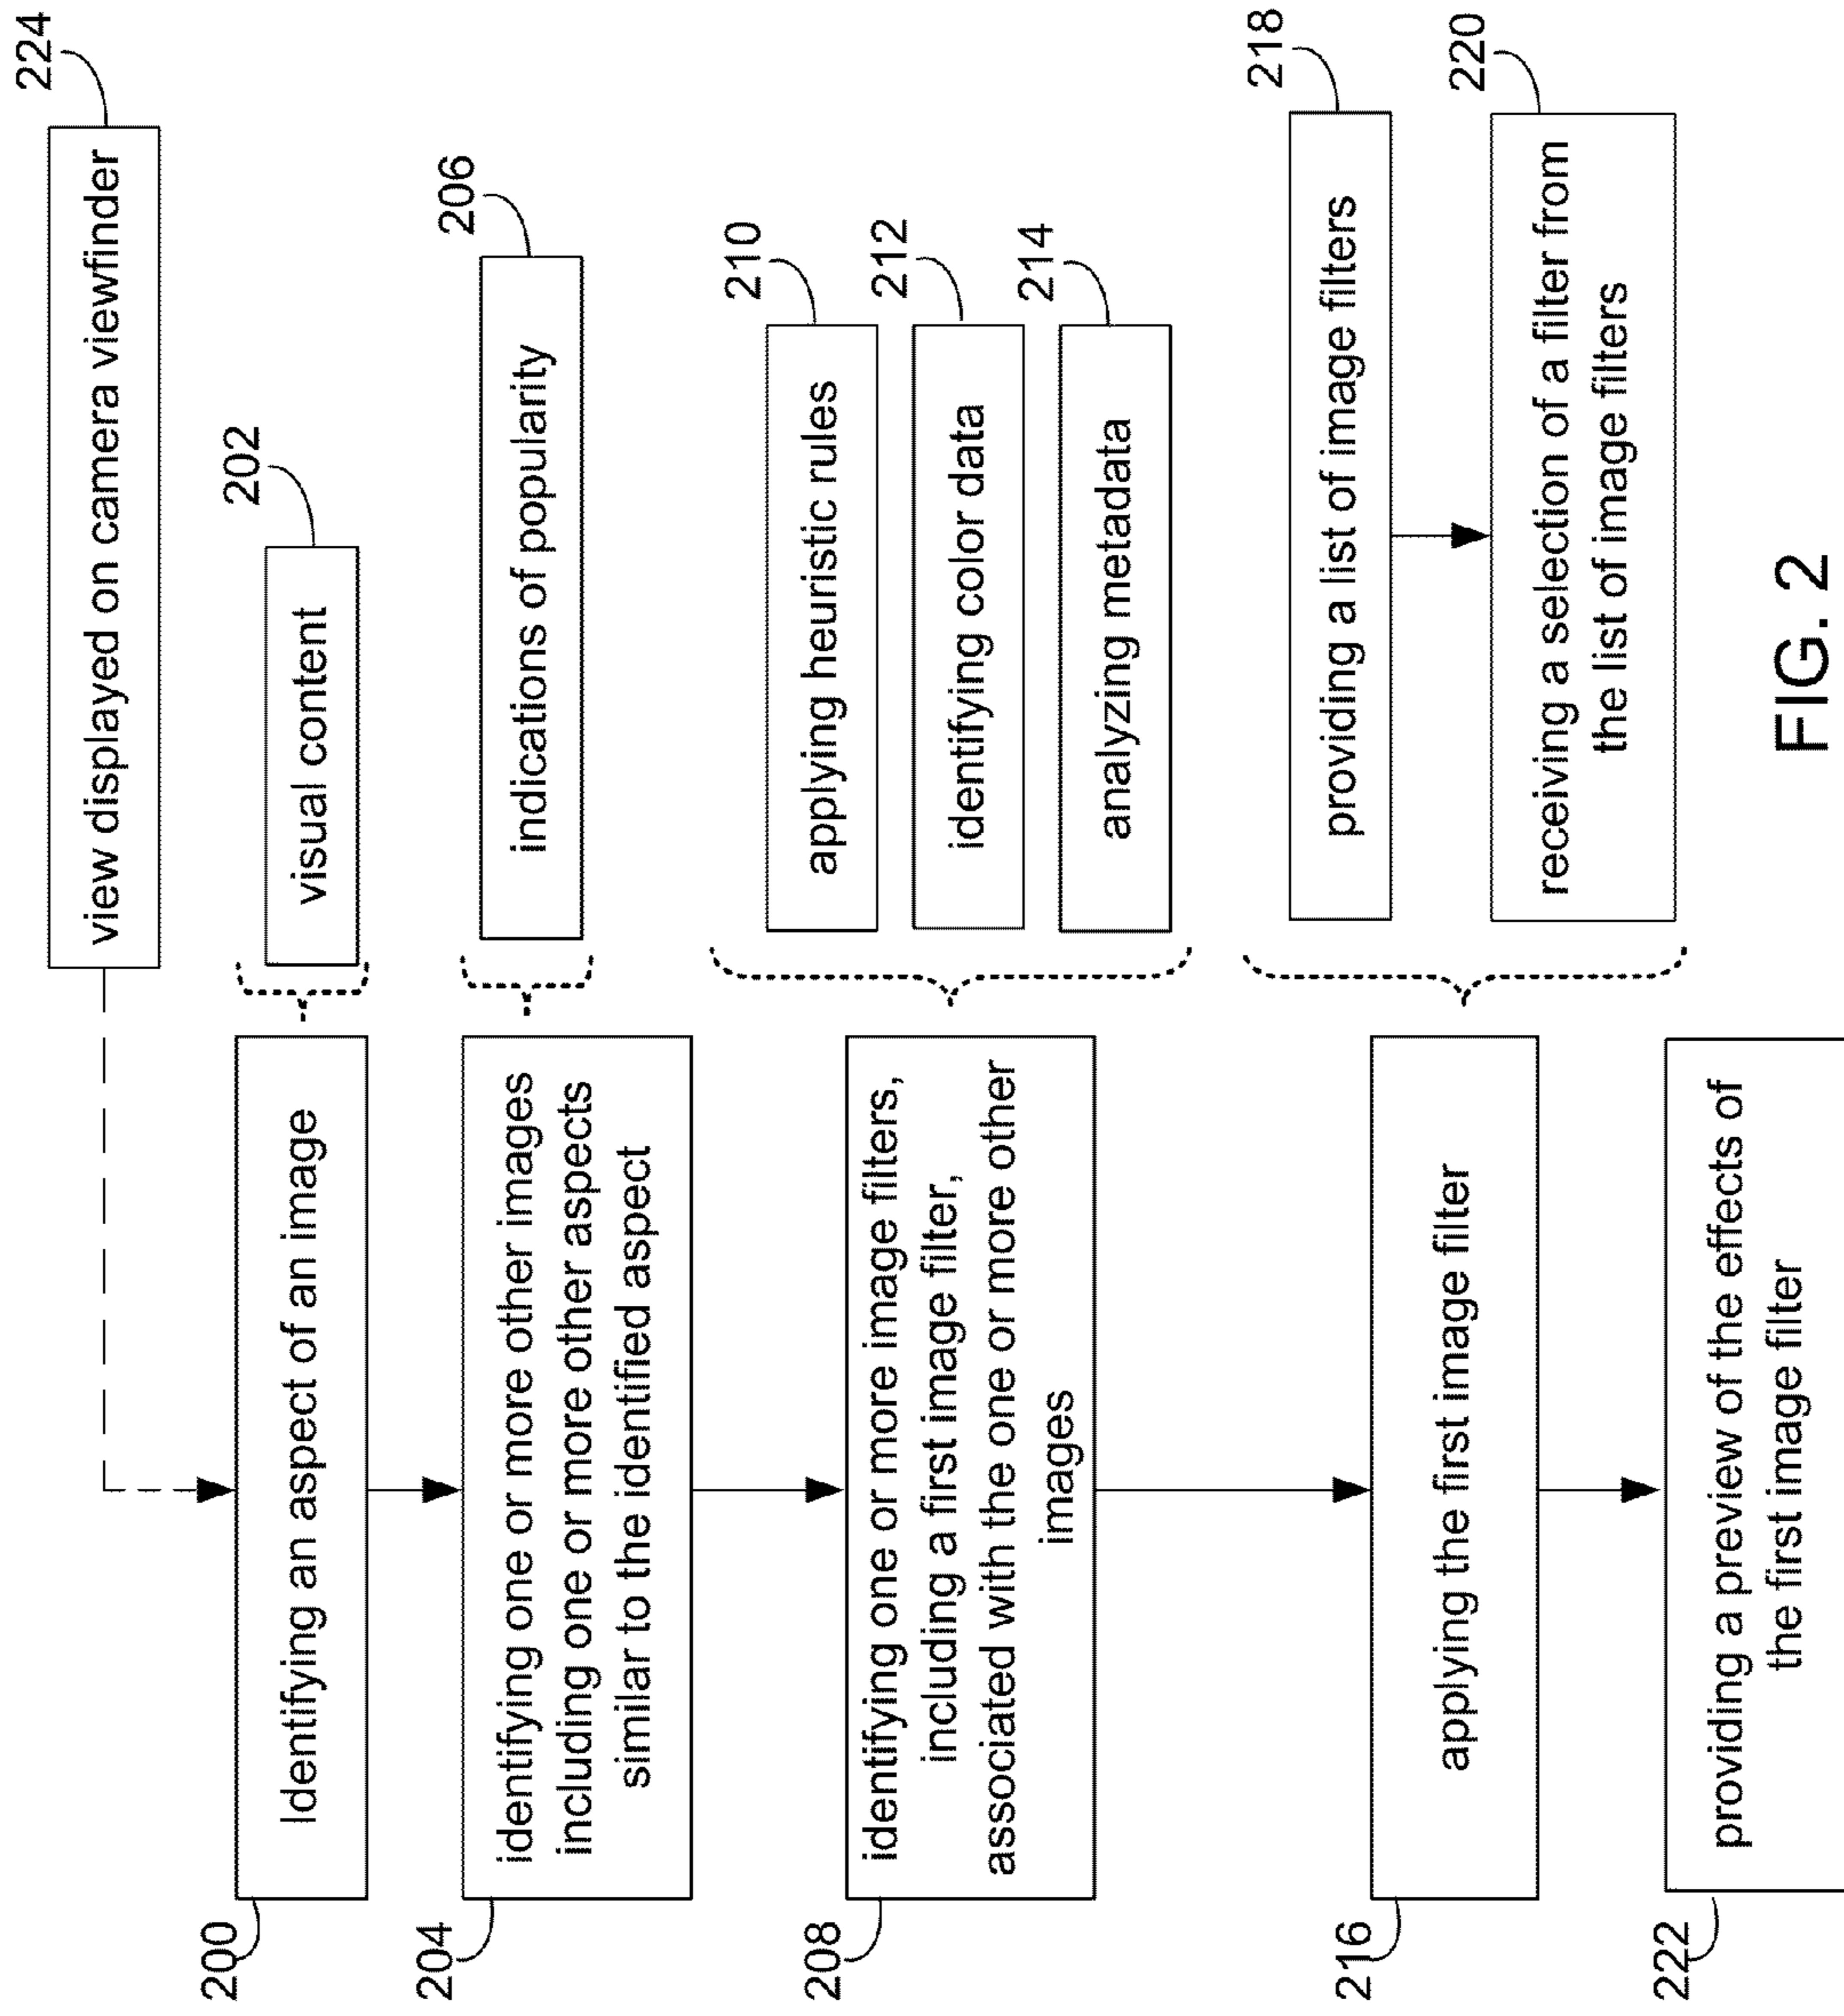 224
view displayed on camera viewfinder
200
Identifying an aspect of an image
202
visual content
204
identifying one or more other images
including one or more other aspects
similar to the identified aspect
206
indications of popularity
208
identifying one or more image filters,
including a first image filter,
associated with the one or more other
images
210
applying heuristic rules
212
identifying color data
214
analyzing metadata
216
applying the first image filter
218
providing a list of image filters
220
receiving a selection of a filter from
the list of image filters
222
providing a preview of the effects of
the first image filter
FIG. 2